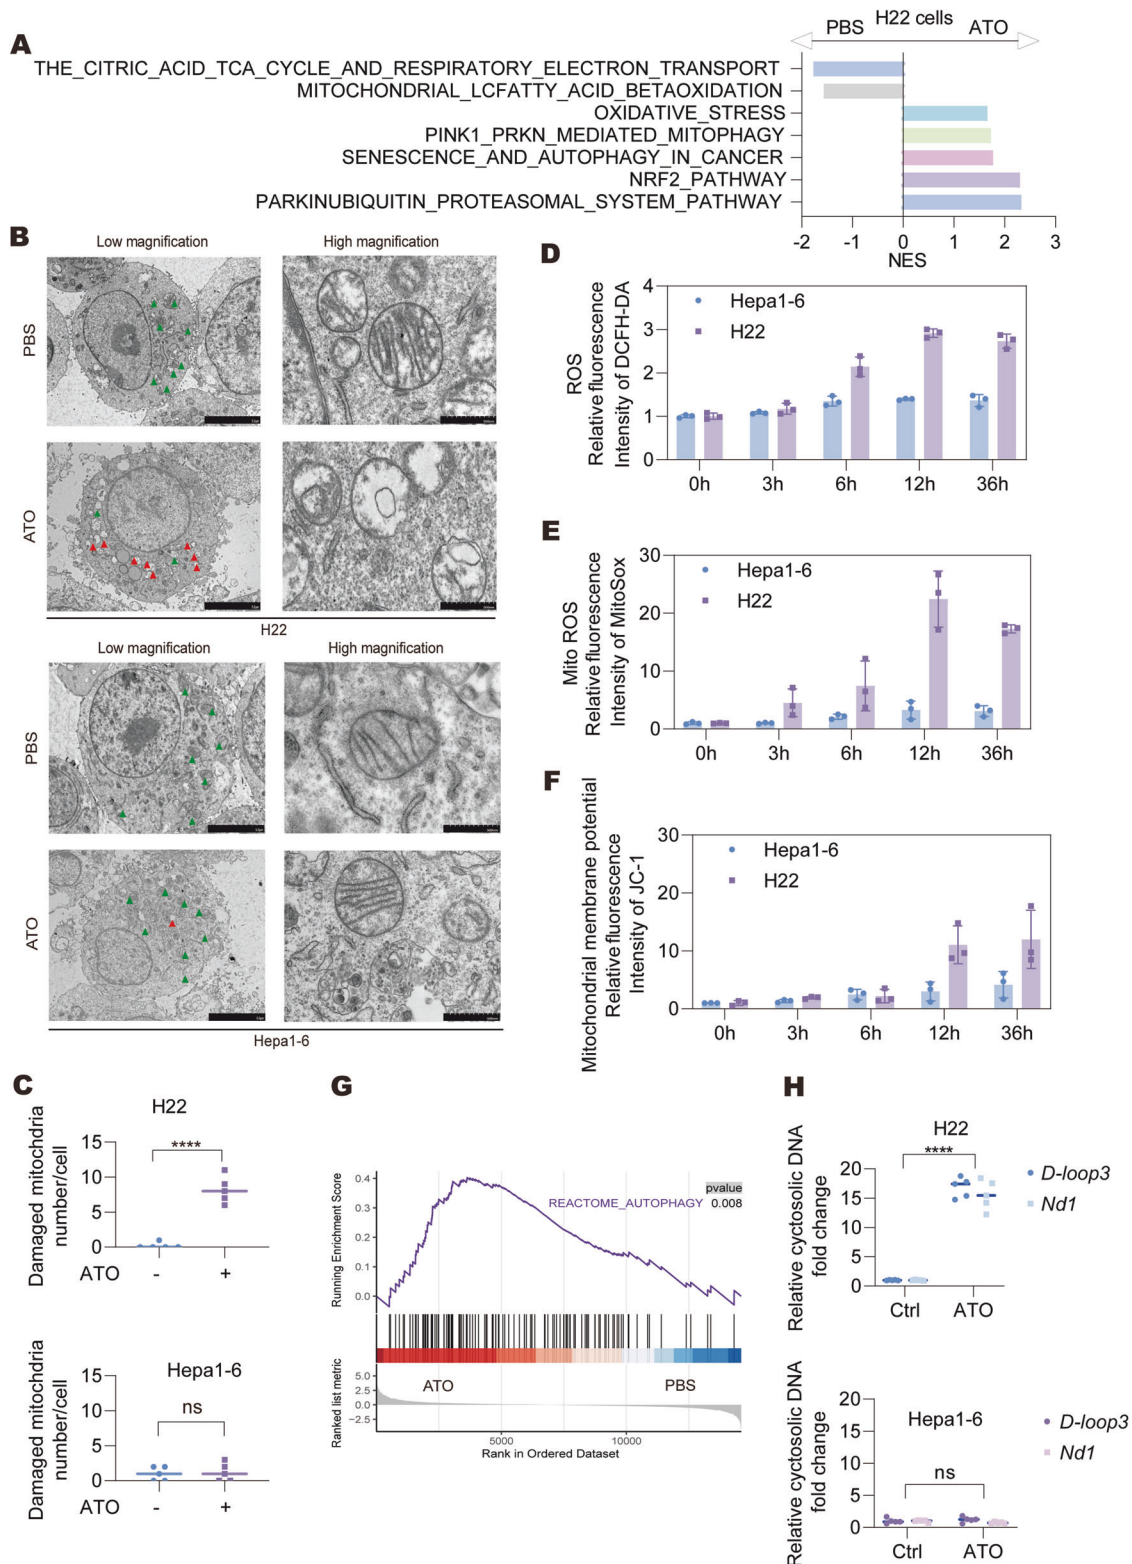 A
H22 cells
PBS
ATO
THE_CITRIC_ACID_TCA_CYCLE_AND_RESPIRATORY_ELECTRON_TRANSPORT
MITOCHONDRIAL_LCFATTY_ACID_BETAOXIDATION
OXIDATIVE_STRESS
PINK1_PRKN_MEDIATED_MITOPHAGY
SENESCENCE_AND_AUTOPHAGY_IN_CANCER
NRF2_PATHWAY
PARKINUBIQUITIN_PROTEASOMAL_SYSTEM_PATHWAY
-2 -1 0 1 2 3
NES
B
Low magnification
High magnification
PBS
ATO
H22
Low magnification
High magnification
PBS
ATO
Hepa1-6
C
H22
Damaged mitochdria
number/cell
15
10
5
0
****
ATO - +
Hepa1-6
Damaged mitochdria
number/cell
15
12
9
6
3
0
ns
ATO - +
D
ROS
Relative fluorescence
Intensity of DCFH-DA
4
3
2
1
0
Hepa1-6
H22
0h 3h 6h 12h 36h
E
Mito ROS
Relative fluorescence
Intensity of MitoSox
30
20
10
0
Hepa1-6
H22
0h 3h 6h 12h 36h
F
Mitochondrial membrane potential
Relative fluorescence
Intensity of JC-1
30
20
10
0
Hepa1-6
H22
0h 3h 6h 12h 36h
G
Running Enrichment Score
0.4
0.3
0.2
0.1
0.0
pvalue
REACTOME_AUTOPHAGY 0.008
Ranked list metric
5.0
2.5
0.0
-2.5
ATO
PBS
5000 10000
Rank in Ordered Dataset
H
H22
Relative cyctosolic DNA
fold change
20
15
10
5
0
****
D-loop3
Nd1
Ctrl ATO
Hepa1-6
Relative cyctosolic DNA
fold change
20
15
10
5
0
ns
D-loop3
Nd1
Ctrl ATO